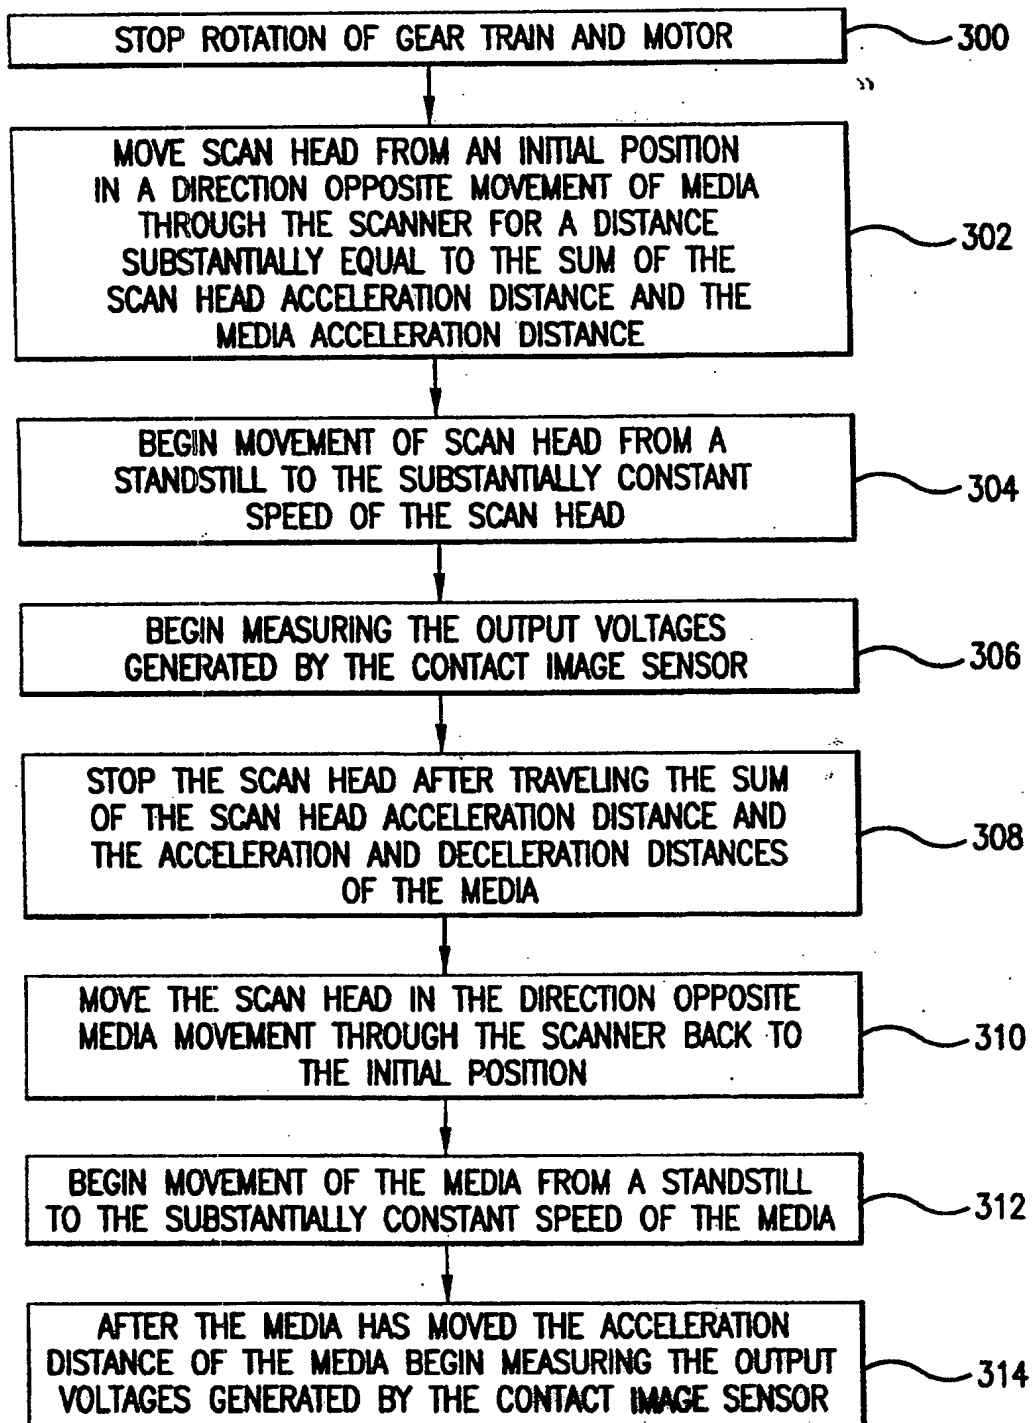 STOP ROTATION OF GEAR TRAIN AND MOTOR
300
MOVE SCAN HEAD FROM AN INITIAL POSITION
IN A DIRECTION OPPOSITE MOVEMENT OF MEDIA
THROUGH THE SCANNER FOR A DISTANCE
SUBSTANTIALLY EQUAL TO THE SUM OF THE
SCAN HEAD ACCELERATION DISTANCE AND THE
MEDIA ACCELERATION DISTANCE
302
BEGIN MOVEMENT OF SCAN HEAD FROM A
STANDSTILL TO THE SUBSTANTIALLY CONSTANT
SPEED OF THE SCAN HEAD
304
BEGIN MEASURING THE OUTPUT VOLTAGES
GENERATED BY THE CONTACT IMAGE SENSOR
306
STOP THE SCAN HEAD AFTER TRAVELING THE SUM
OF THE SCAN HEAD ACCELERATION DISTANCE AND
THE ACCELERATION AND DECELERATION DISTANCES
OF THE MEDIA
308
MOVE THE SCAN HEAD IN THE DIRECTION OPPOSITE
MEDIA MOVEMENT THROUGH THE SCANNER BACK TO
THE INITIAL POSITION
310
BEGIN MOVEMENT OF THE MEDIA FROM A STANDSTILL
TO THE SUBSTANTIALLY CONSTANT SPEED OF THE MEDIA
312
AFTER THE MEDIA HAS MOVED THE ACCELERATION
DISTANCE OF THE MEDIA BEGIN MEASURING THE OUTPUT
VOLTAGES GENERATED BY THE CONTACT IMAGE SENSOR
314